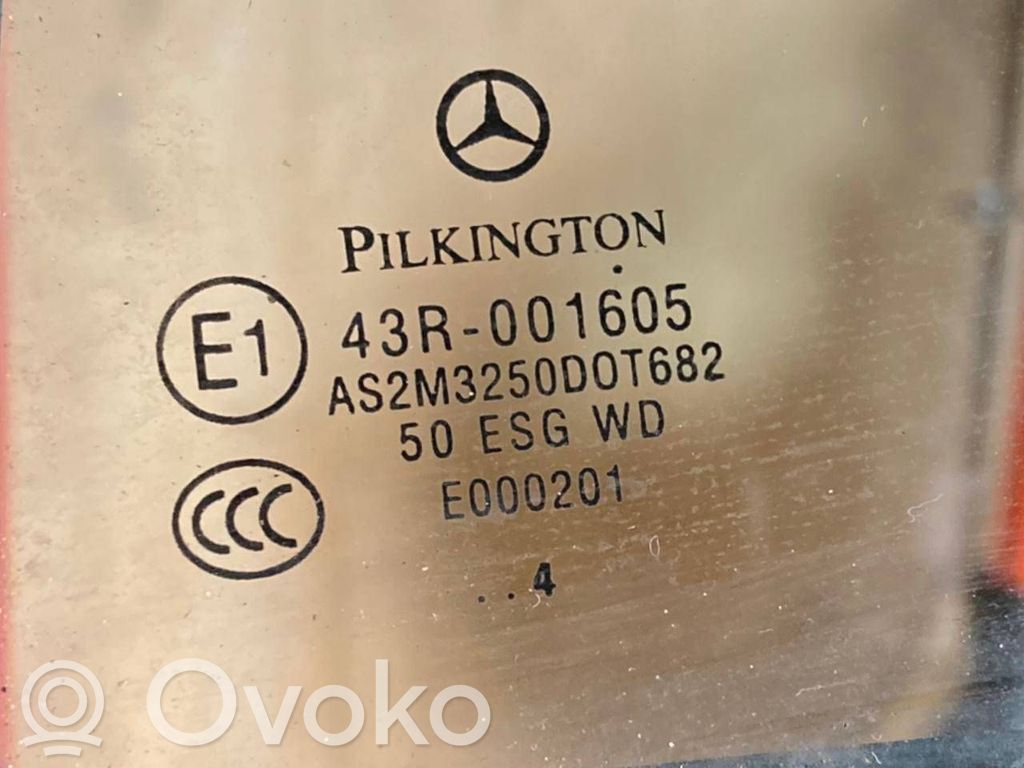 PILKINGTON
E1
43R-001605
AS2M3250DOT682
50 ESG WD
E000201
CCC
. . 4
Ovoko